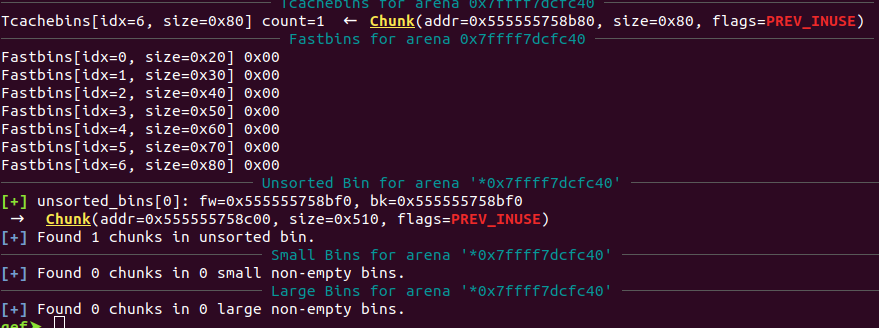 Tcachebins for arena 0x7ffff7dcfc40
Tcachebins[idx=6, size=0x80] count=1 ← Chunk(addr=0x555555758b80, size=0x80, flags=PREV_INUSE)
Fastbins for arena 0x7ffff7dcfc40
Fastbins[idx=0, size=0x20] 0x00
Fastbins[idx=1, size=0x30] 0x00
Fastbins[idx=2, size=0x40] 0x00
Fastbins[idx=3, size=0x50] 0x00
Fastbins[idx=4, size=0x60] 0x00
Fastbins[idx=5, size=0x70] 0x00
Fastbins[idx=6, size=0x80] 0x00
Unsorted Bin for arena '*0x7ffff7dcfc40'
[+] unsorted_bins[0]: fw=0x555555758bf0, bk=0x555555758bf0
→ Chunk(addr=0x555555758c00, size=0x510, flags=PREV_INUSE)
[+] Found 1 chunks in unsorted bin.
Small Bins for arena '*0x7ffff7dcfc40'
[+] Found 0 chunks in 0 small non-empty bins.
Large Bins for arena '*0x7ffff7dcfc40'
[+] Found 0 chunks in 0 large non-empty bins.
gef➤